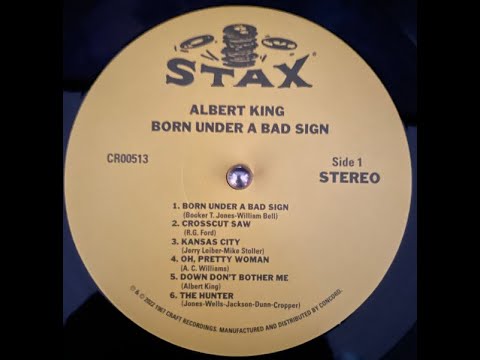 STAX
ALBERT KING
BORN UNDER A BAD SIGN
CR00513
Side 1
STEREO
1. BORN UNDER A BAD SIGN
(Booker T. Jones-William Bell)
2. CROSSCUT SAW
(R.G. Ford)
3. KANSAS CITY
(Jerry Leiber-Mike Stoller)
4. OH, PRETTY WOMAN
(A. C. Williams)
5. DOWN DON'T BOTHER ME
(Albert King)
6. THE HUNTER
(Jones-Wells-Jackson-Dunn-Cropper)
℗ & © 2023, 1967 CRAFT RECORDINGS. MANUFACTURED AND DISTRIBUTED BY CONCORD.